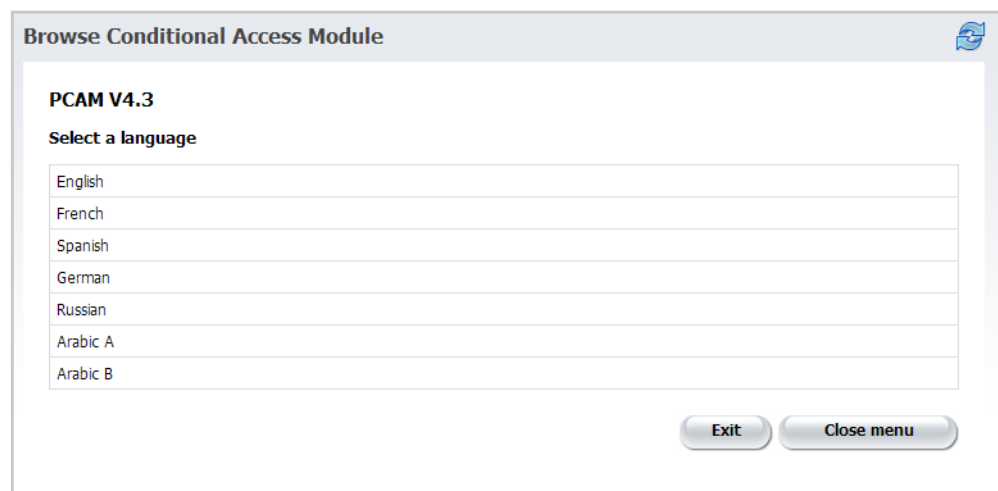 Browse Conditional Access Module
PCAM V4.3
Select a language
English
French
Spanish
German
Russian
Arabic A
Arabic B
Exit
Close menu